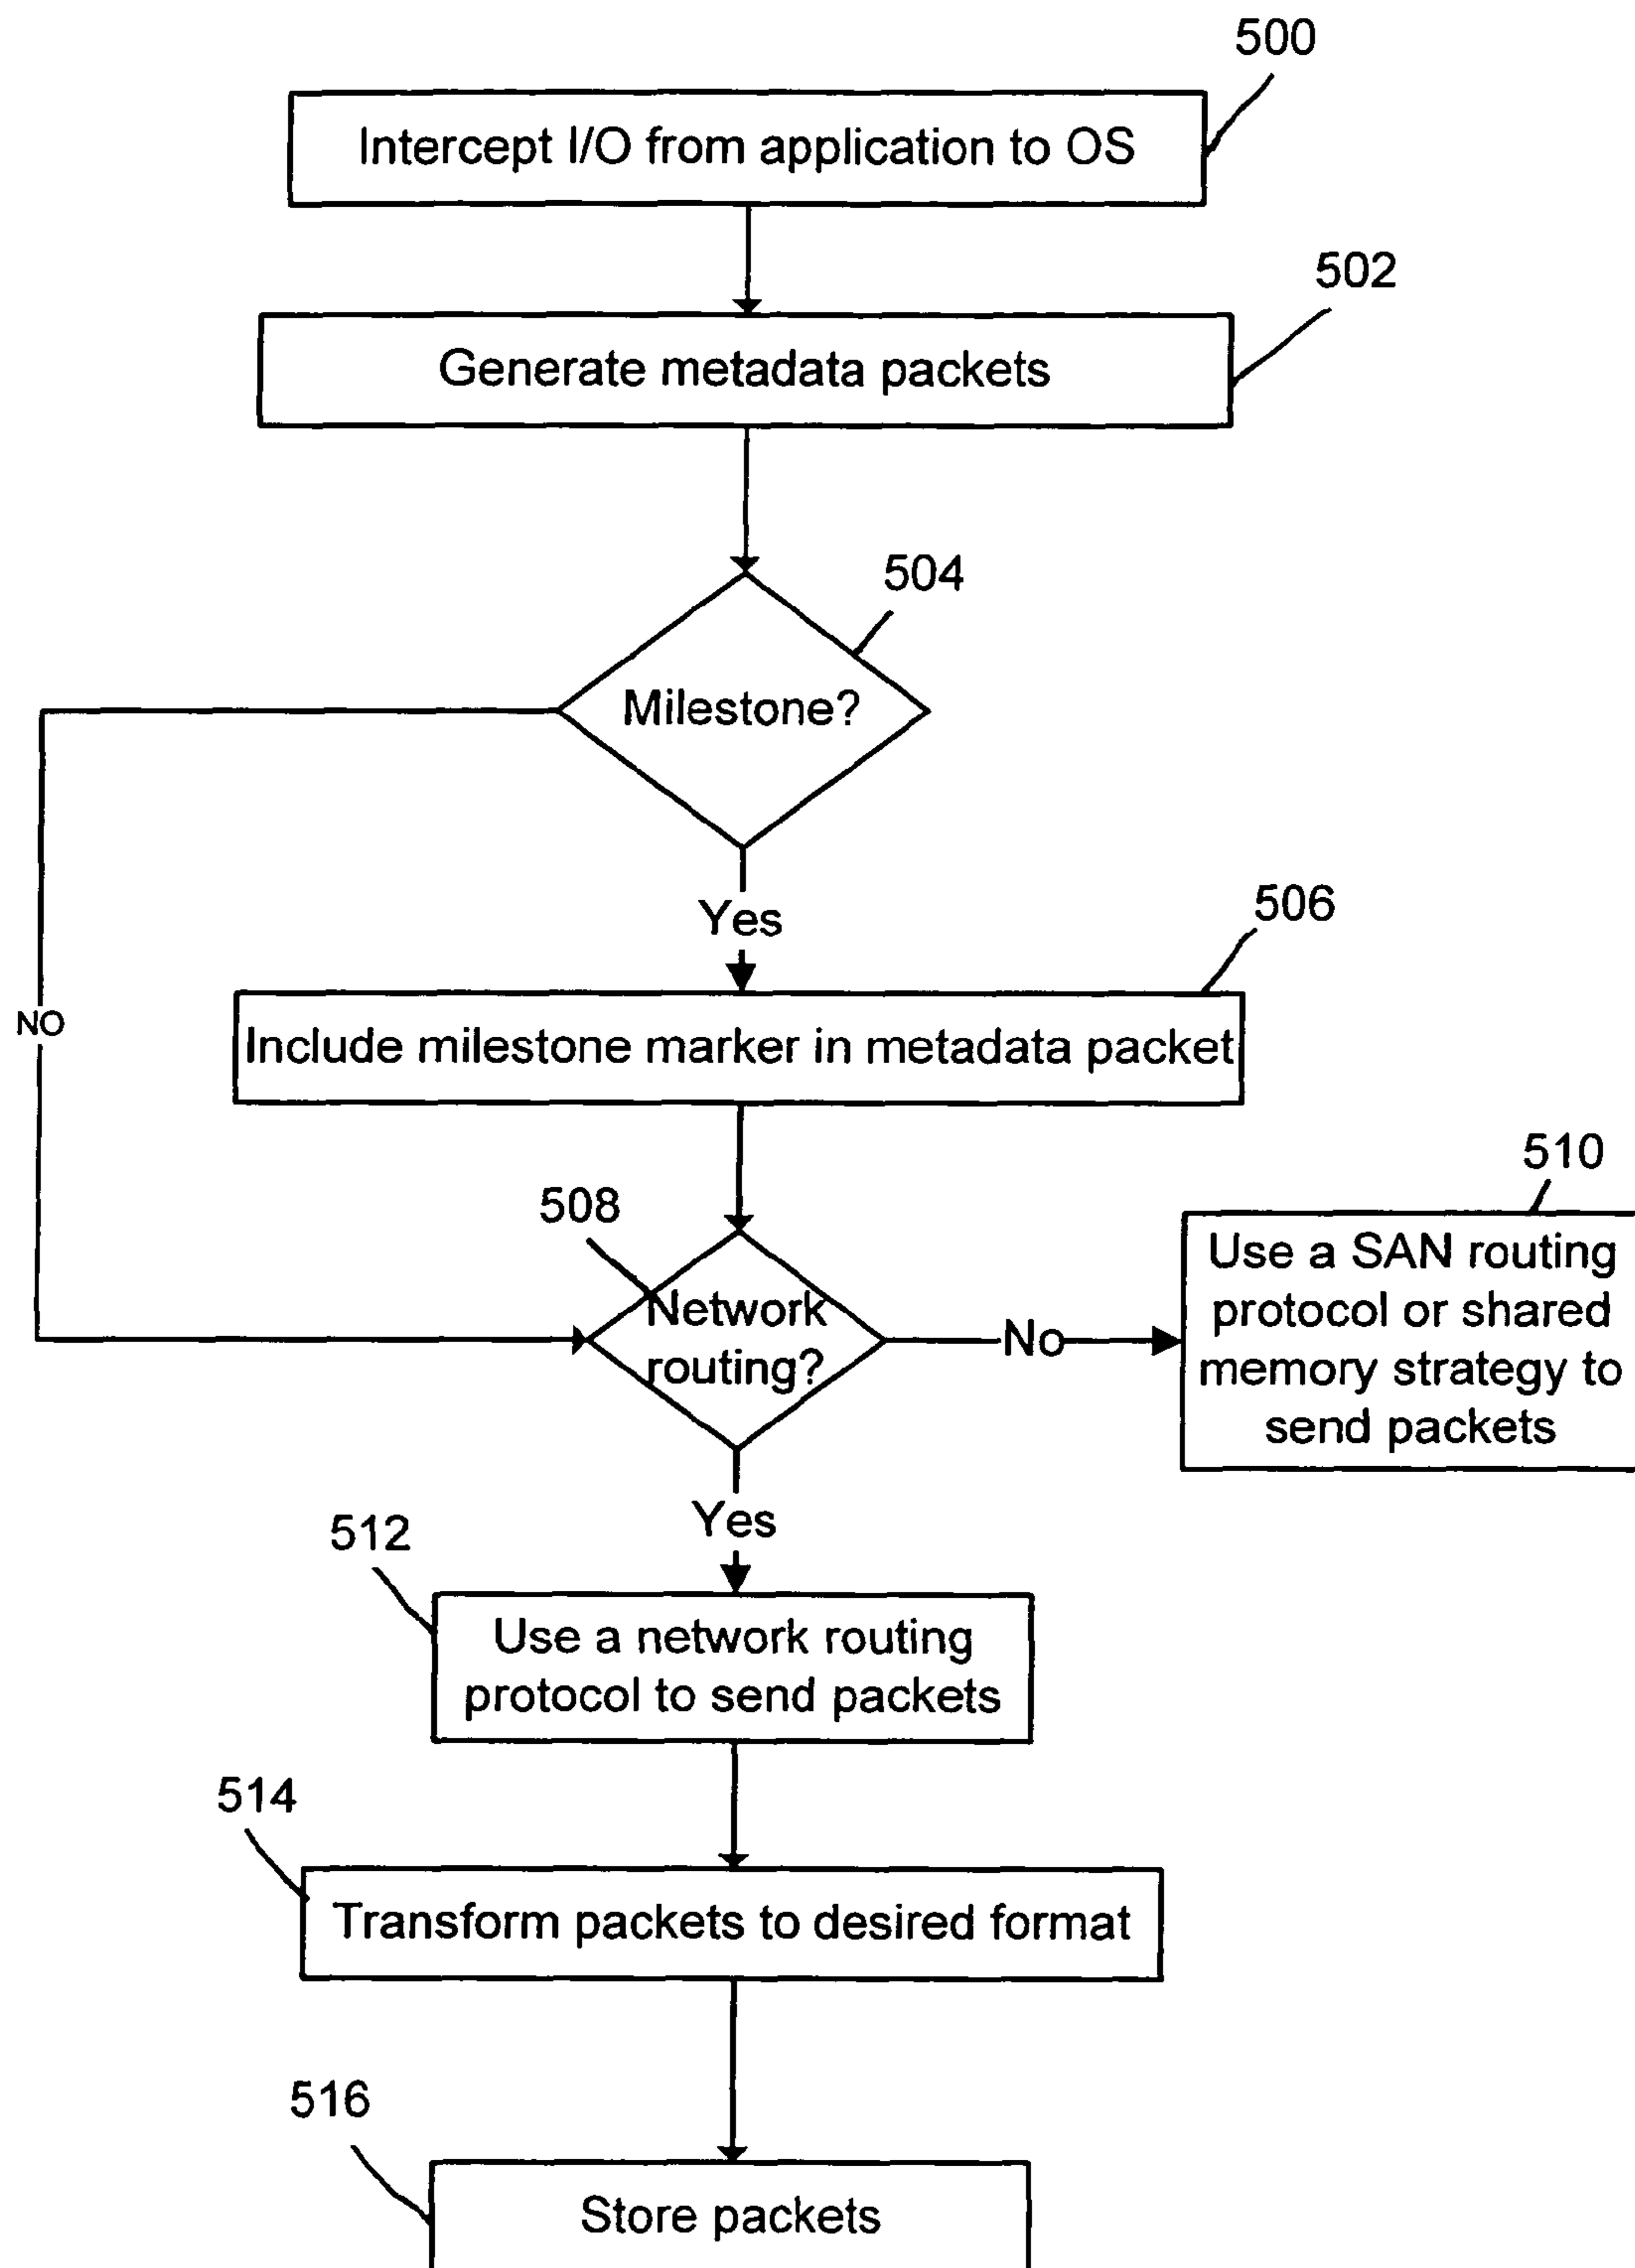 500
Intercept I/O from application to OS
502
Generate metadata packets
504
Milestone?
Yes
506
NO
Include milestone marker in metadata packet
510
508
Use a SAN routing
protocol or shared
memory strategy to
send packets
Network
routing?
No
Yes
512
Use a network routing
protocol to send packets
514
Transform packets to desired format
516
Store packets